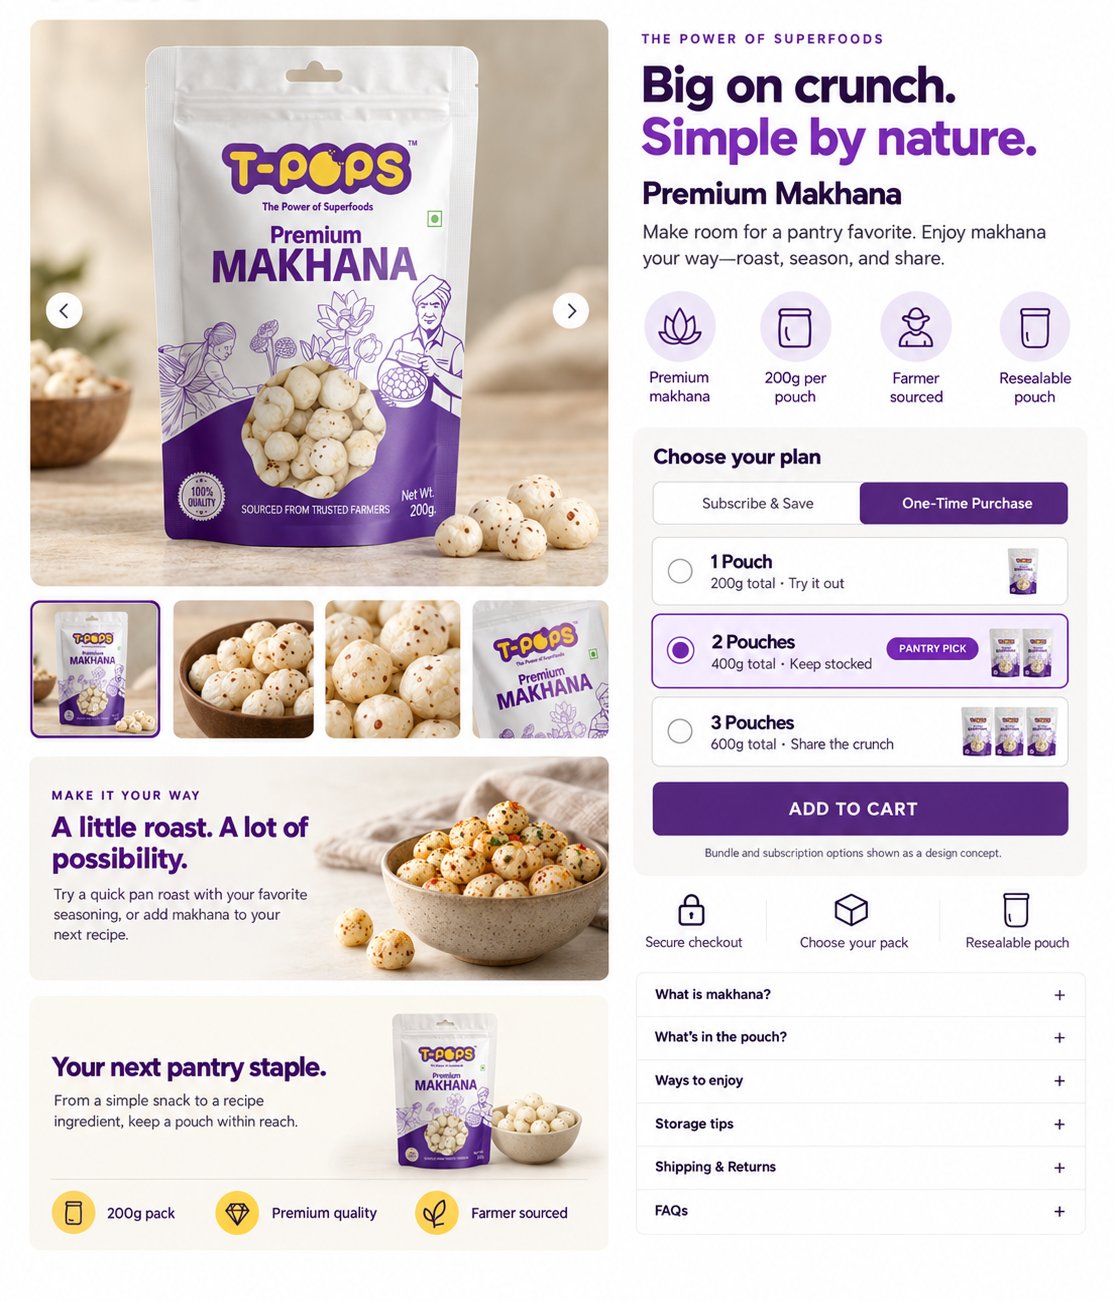 T-POPS™
The Power of Superfoods
Premium
MAKHANA
100%
QUALITY
SOURCED FROM TRUSTED FARMERS
Net Wt.
200g.
T-POPS
Premium
MAKHANA
T-POPS
The Power of Superfoods
Premium
MAKHANA
MAKE IT YOUR WAY
A little roast. A lot of
possibility.
Try a quick pan roast with your favorite
seasoning, or add makhana to your
next recipe.
Your next pantry staple.
From a simple snack to a recipe
ingredient, keep a pouch within reach.
T-POPS
Premium
MAKHANA
200g pack
Premium quality
Farmer sourced
THE POWER OF SUPERFOODS
Big on crunch.
Simple by nature.
Premium Makhana
Make room for a pantry favorite. Enjoy makhana
your way—roast, season, and share.
Premium
makhana
200g per
pouch
Farmer
sourced
Resealable
pouch
Choose your plan
Subscribe & Save
One-Time Purchase
1 Pouch
200g total • Try it out
2 Pouches
400g total • Keep stocked
PANTRY PICK
3 Pouches
600g total • Share the crunch
ADD TO CART
Bundle and subscription options shown as a design concept.
Secure checkout
Choose your pack
Resealable pouch
What is makhana?
What's in the pouch?
Ways to enjoy
Storage tips
Shipping & Returns
FAQs